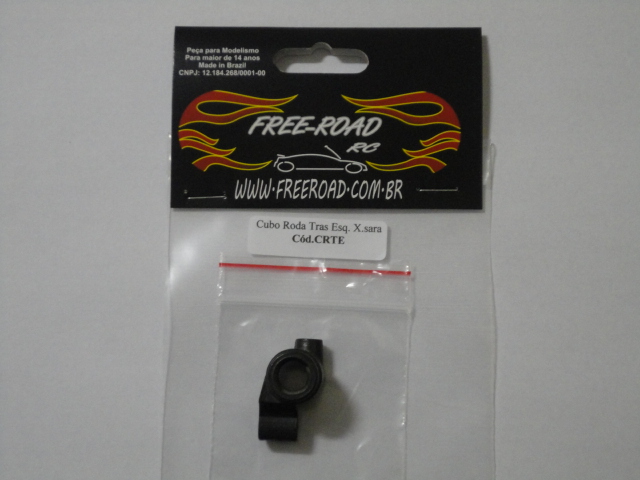 Peça para Modelismo
Para maior de 14 anos
Made in Brazil
CNPJ: 12.184.268/0001-00
FREE-ROAD
RC
WWW.FREEROAD.COM.BR
Cubo Roda Tras Esq. X.sara
Cód.CRTE